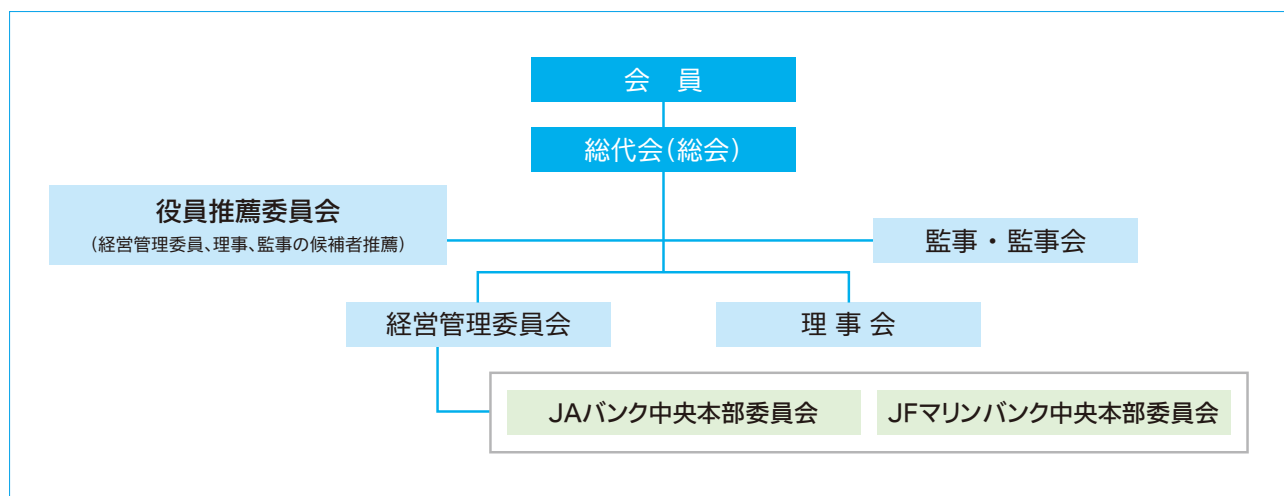 会　員
総代会（総会）
役員推薦委員会
（経営管理委員、理事、監事の候補者推薦）
監事・監事会
経営管理委員会
理 事 会
JAバンク中央本部委員会
JFマリンバンク中央本部委員会